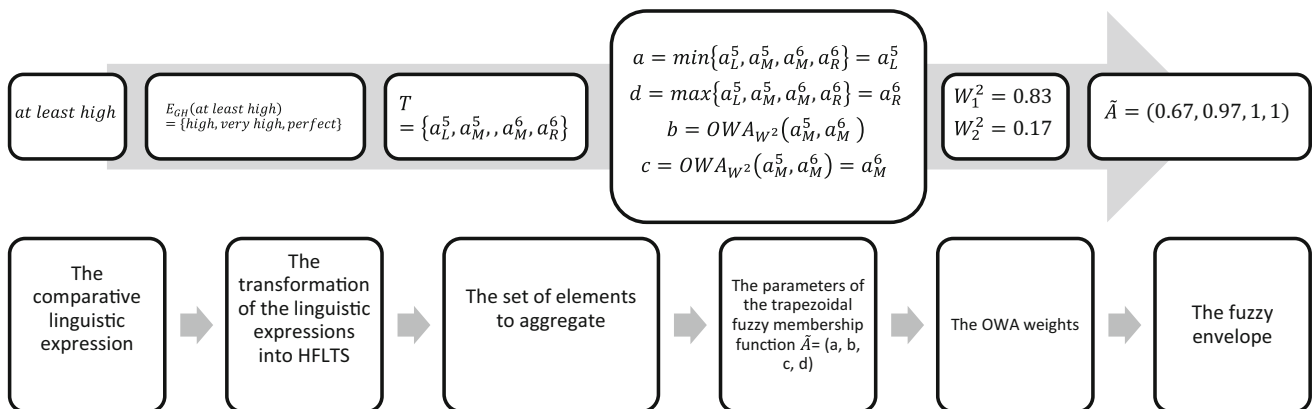 at least high
E_{GH}(at least high)
= {high, very high, perfect}
T
= {a_L^5, a_M^5, , a_M^6, a_R^6}
a = min{a_L^5, a_M^5, a_M^6, a_R^6} = a_L^5
d = max{a_L^5, a_M^5, a_M^6, a_R^6} = a_R^6
b = OWA_{W^2}(a_M^5, a_M^6)
c = OWA_{W^2}(a_M^5, a_M^6) = a_M^6
W_1^2 = 0.83
W_2^2 = 0.17
Ã = (0.67, 0.97, 1, 1)
The
comparative
linguistic
expression
The
transformation
of the linguistic
expressions
into HFLTS
The set of elements
to aggregate
The parameters of
the trapezoidal
fuzzy membership
function Ã= (a, b,
c, d)
The OWA weights
The fuzzy
envelope